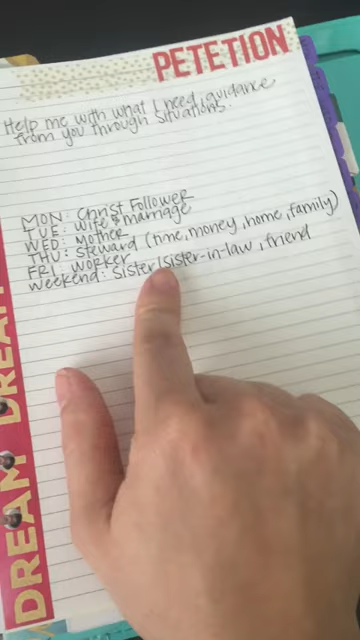 PETETION
Help me with what I need, guidance
from you through situations.
MON: Christ Follower
TUE: wife & marriage
WED: Mother
THU: Steward (time, money, home, family)
FRI: Worker
Weekend: Sister/sister-in-law, friend
DREAM DREAM